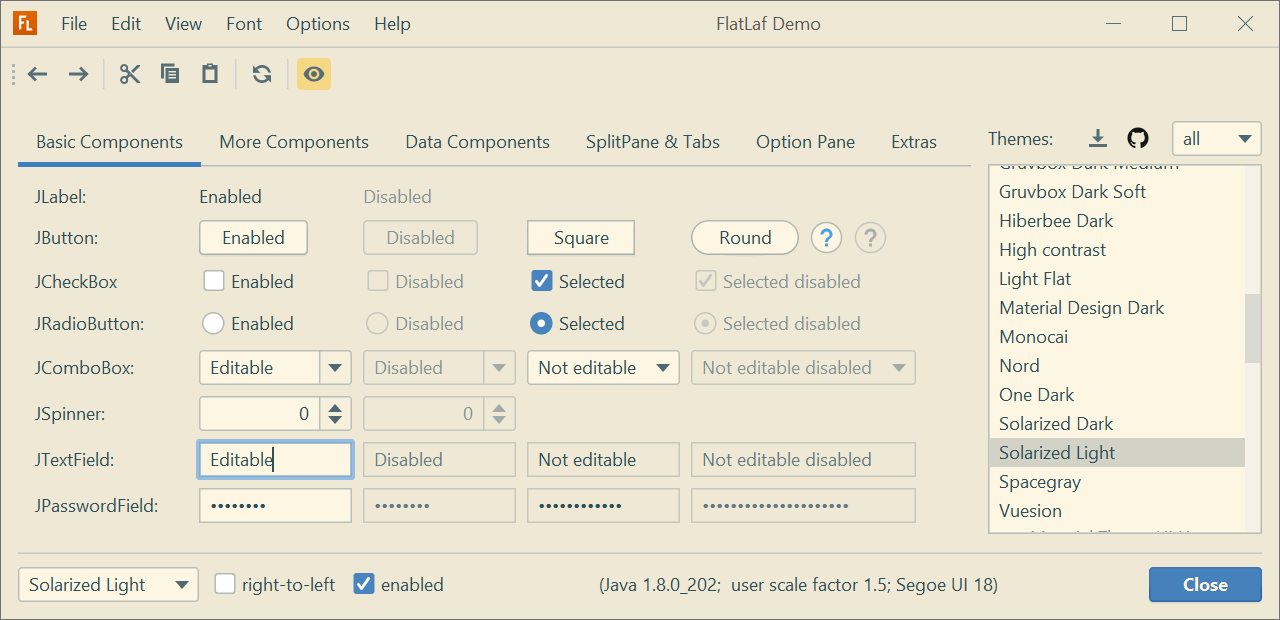 FL File Edit View Font Options Help FlatLaf Demo
Basic Components More Components Data Components SplitPane & Tabs Option Pane Extras
JLabel: Enabled Disabled
JButton: Enabled Disabled Square Round ? ?
JCheckBox Enabled Disabled Selected Selected disabled
JRadioButton: Enabled Disabled Selected Selected disabled
JComboBox: Editable Disabled Not editable Not editable disabled
JSpinner: 0 0
JTextField: Editable Disabled Not editable Not editable disabled
JPasswordField: •••••••• •••••••• •••••••••••• ••••••••••••••••••••
Themes: all
Gruvbox Dark Medium
Gruvbox Dark Soft
Hiberbee Dark
High contrast
Light Flat
Material Design Dark
Monocai
Nord
One Dark
Solarized Dark
Solarized Light
Spacegray
Vuesion
Solarized Light right-to-left enabled (Java 1.8.0_202; user scale factor 1.5; Segoe UI 18) Close